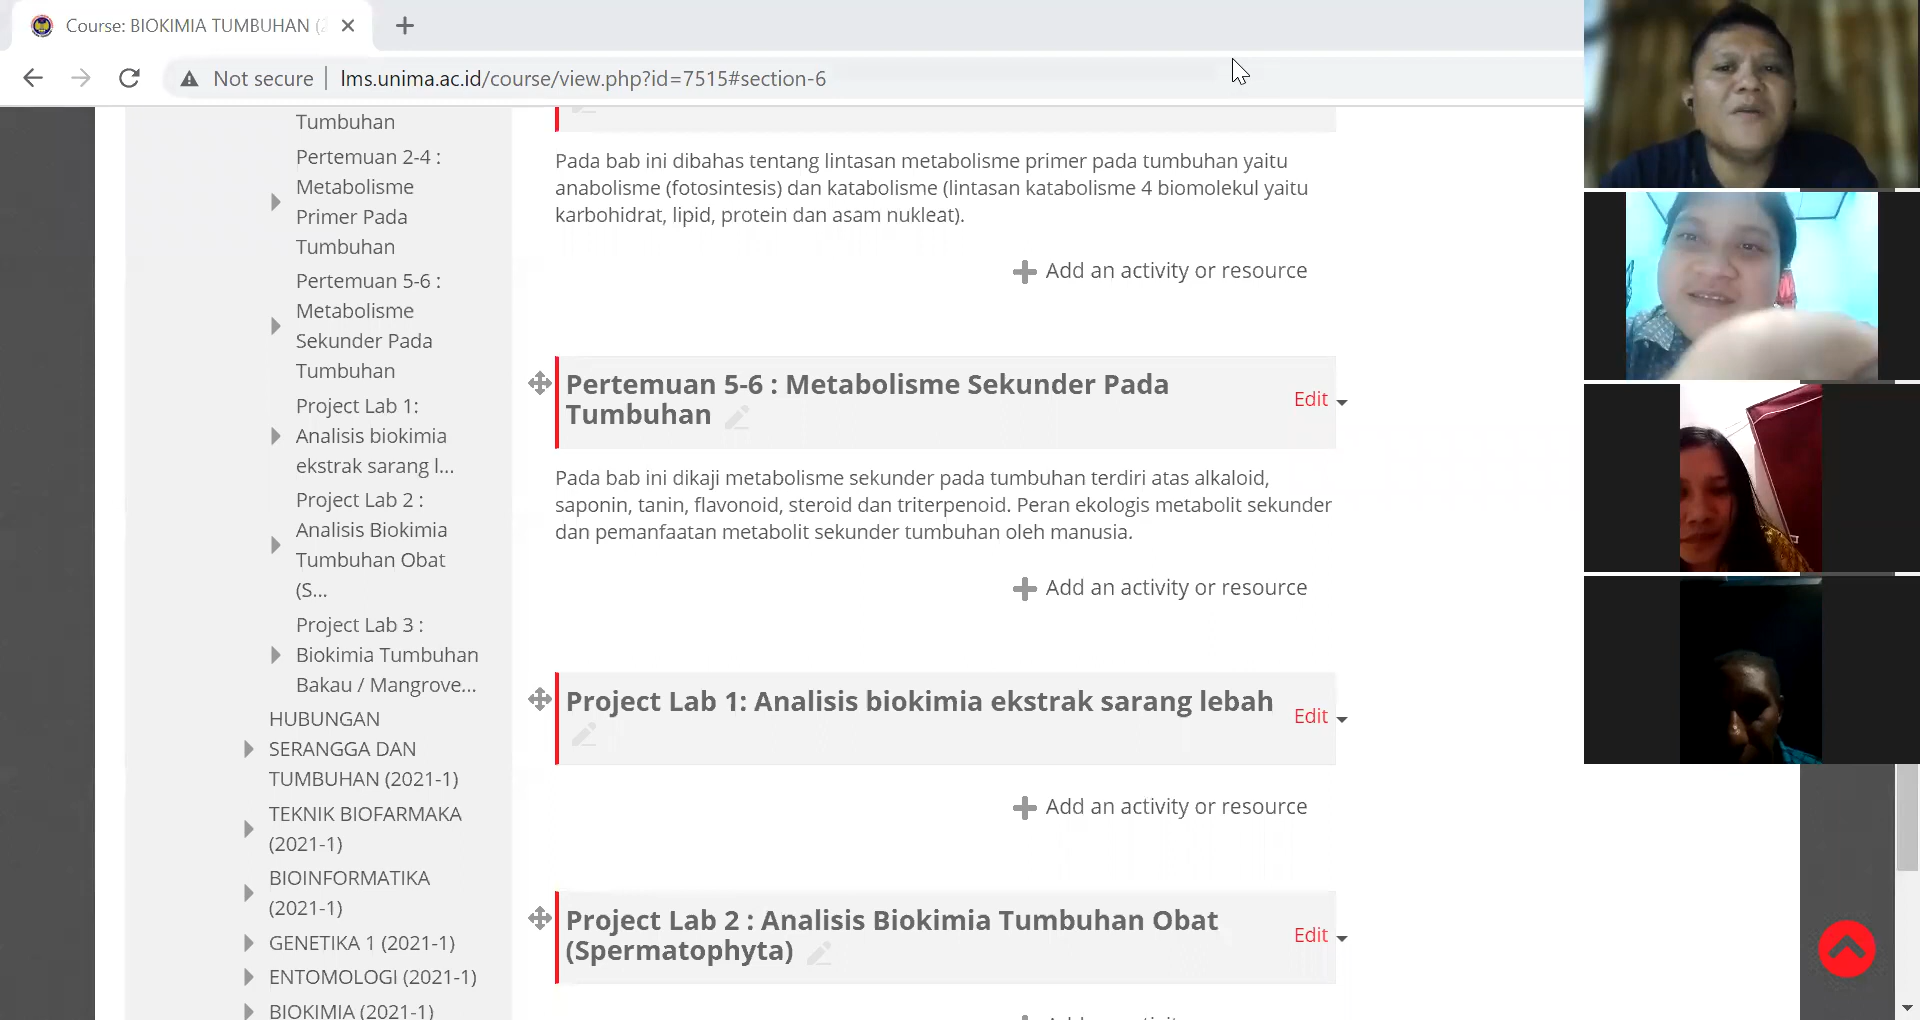 Course: BIOKIMIA TUMBUHAN (2
Not secure
lms.unima.ac.id/course/view.php?id=7515#section-6
Tumbuhan
Pertemuan 2-4 :
Metabolisme
Primer Pada
Tumbuhan
Pertemuan 5-6 :
Metabolisme
Sekunder Pada
Tumbuhan
Project Lab 1:
Analisis biokimia
ekstrak sarang l...
Project Lab 2 :
Analisis Biokimia
Tumbuhan Obat
(S...
Project Lab 3 :
Biokimia Tumbuhan
Bakau / Mangrove...
HUBUNGAN
SERANGGA DAN
TUMBUHAN (2021-1)
TEKNIK BIOFARMAKA
(2021-1)
BIOINFORMATIKA
(2021-1)
GENETIKA 1 (2021-1)
ENTOMOLOGI (2021-1)
BIOKIMIA (2021-1)
Pada bab ini dibahas tentang lintasan metabolisme primer pada tumbuhan yaitu
anabolisme (fotosintesis) dan katabolisme (lintasan katabolisme 4 biomolekul yaitu
karbohidrat, lipid, protein dan asam nukleat).
Add an activity or resource
Pertemuan 5-6 : Metabolisme Sekunder Pada
Tumbuhan
Edit
Pada bab ini dikaji metabolisme sekunder pada tumbuhan terdiri atas alkaloid,
saponin, tanin, flavonoid, steroid dan triterpenoid. Peran ekologis metabolit sekunder
dan pemanfaatan metabolit sekunder tumbuhan oleh manusia.
Add an activity or resource
Project Lab 1: Analisis biokimia ekstrak sarang lebah
Edit
Add an activity or resource
Project Lab 2 : Analisis Biokimia Tumbuhan Obat
(Spermatophyta)
Edit